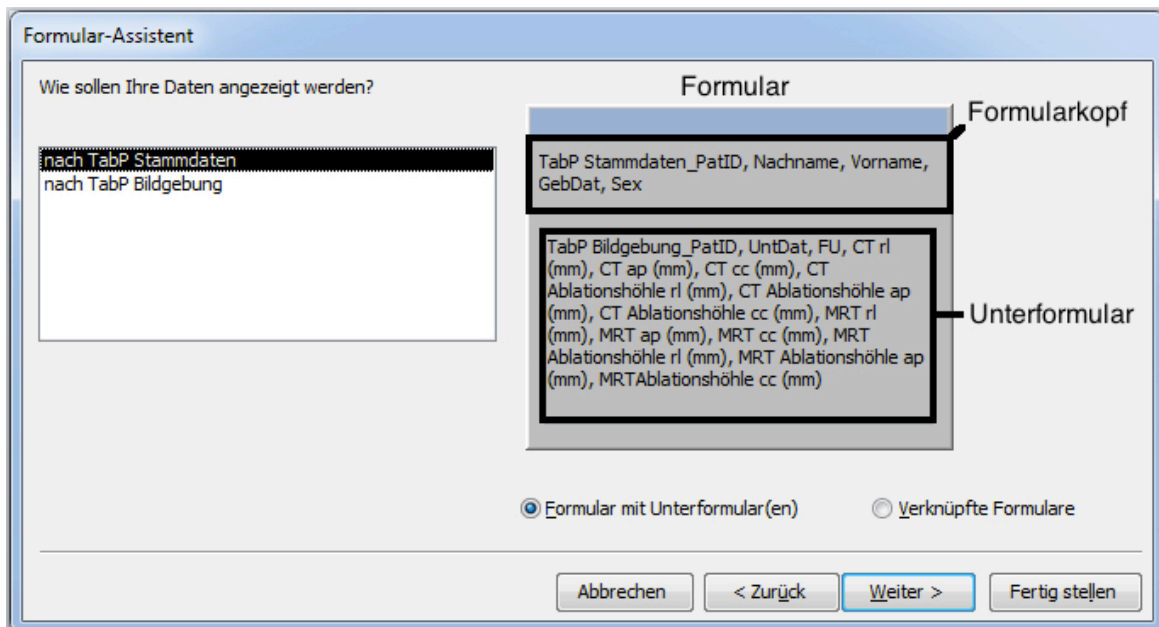 Formular-Assistent
Wie sollen Ihre Daten angezeigt werden?
nach TabP Stammdaten
nach TabP Bildgebung
Formular
Formularkopf
TabP Stammdaten_PatID, Nachname, Vorname,
GebDat, Sex
TabP Bildgebung_PatID, UntDat, FU, CT rl
(mm), CT ap (mm), CT cc (mm), CT
Ablationshöhle rl (mm), CT Ablationshöhle ap
(mm), CT Ablationshöhle cc (mm), MRT rl
(mm), MRT ap (mm), MRT cc (mm), MRT
Ablationshöhle rl (mm), MRT Ablationshöhle ap
(mm), MRTAblationshöhle cc (mm)
Unterformular
Formular mit Unterformular(en)
Verknüpfte Formulare
Abbrechen
< Zurück
Weiter >
Fertig stellen